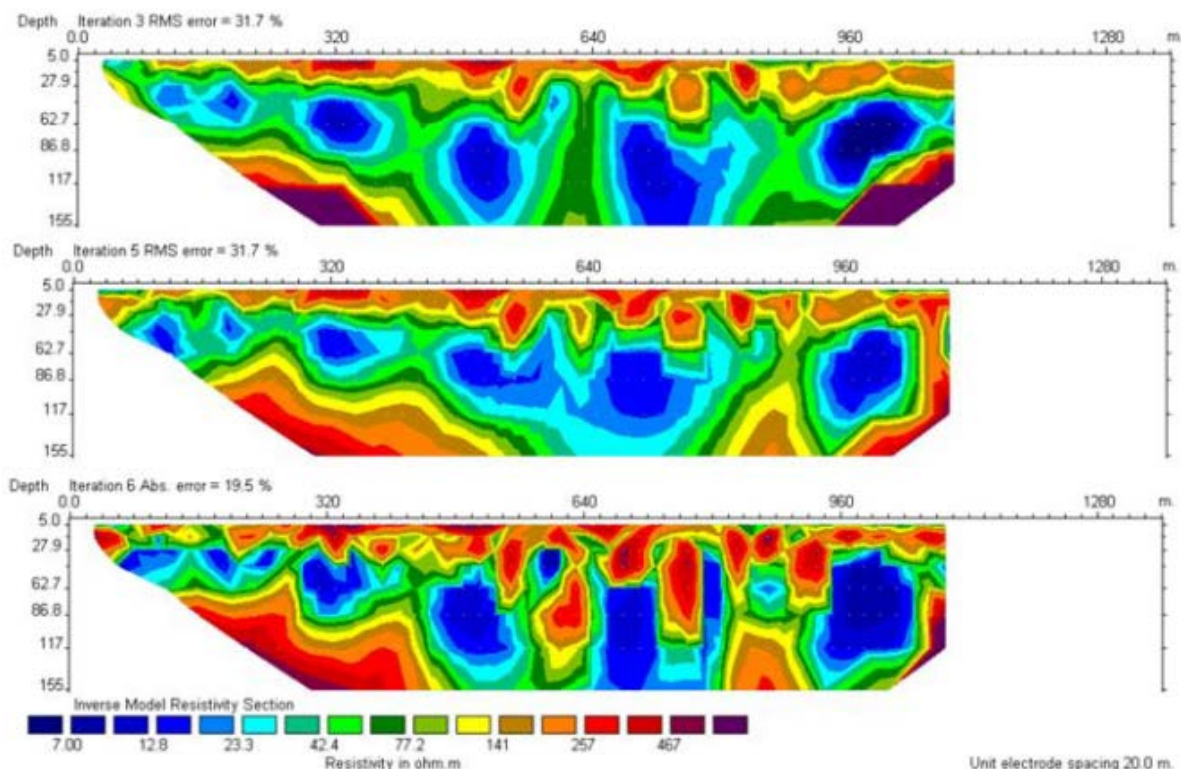 Depth Iteration 3 RMS error = 31.7 %
0.0 320 640 960 1280 m.
5.0
27.9
62.7
86.8
117
155
Depth Iteration 5 RMS error = 31.7 %
0.0 320 640 960 1280 m.
5.0
27.9
62.7
86.8
117.
155
Depth Iteration 6 Abs. error = 19.5 %
0.0 320 640 960 1280 m.
5.0
27.9
62.7
86.8
117.
155
Inverse Model Resistivity Section
7.00 12.8 23.3 42.4 77.2 141 257 467
Resistivity in ohm.m Unit electrode spacing 20.0 m.